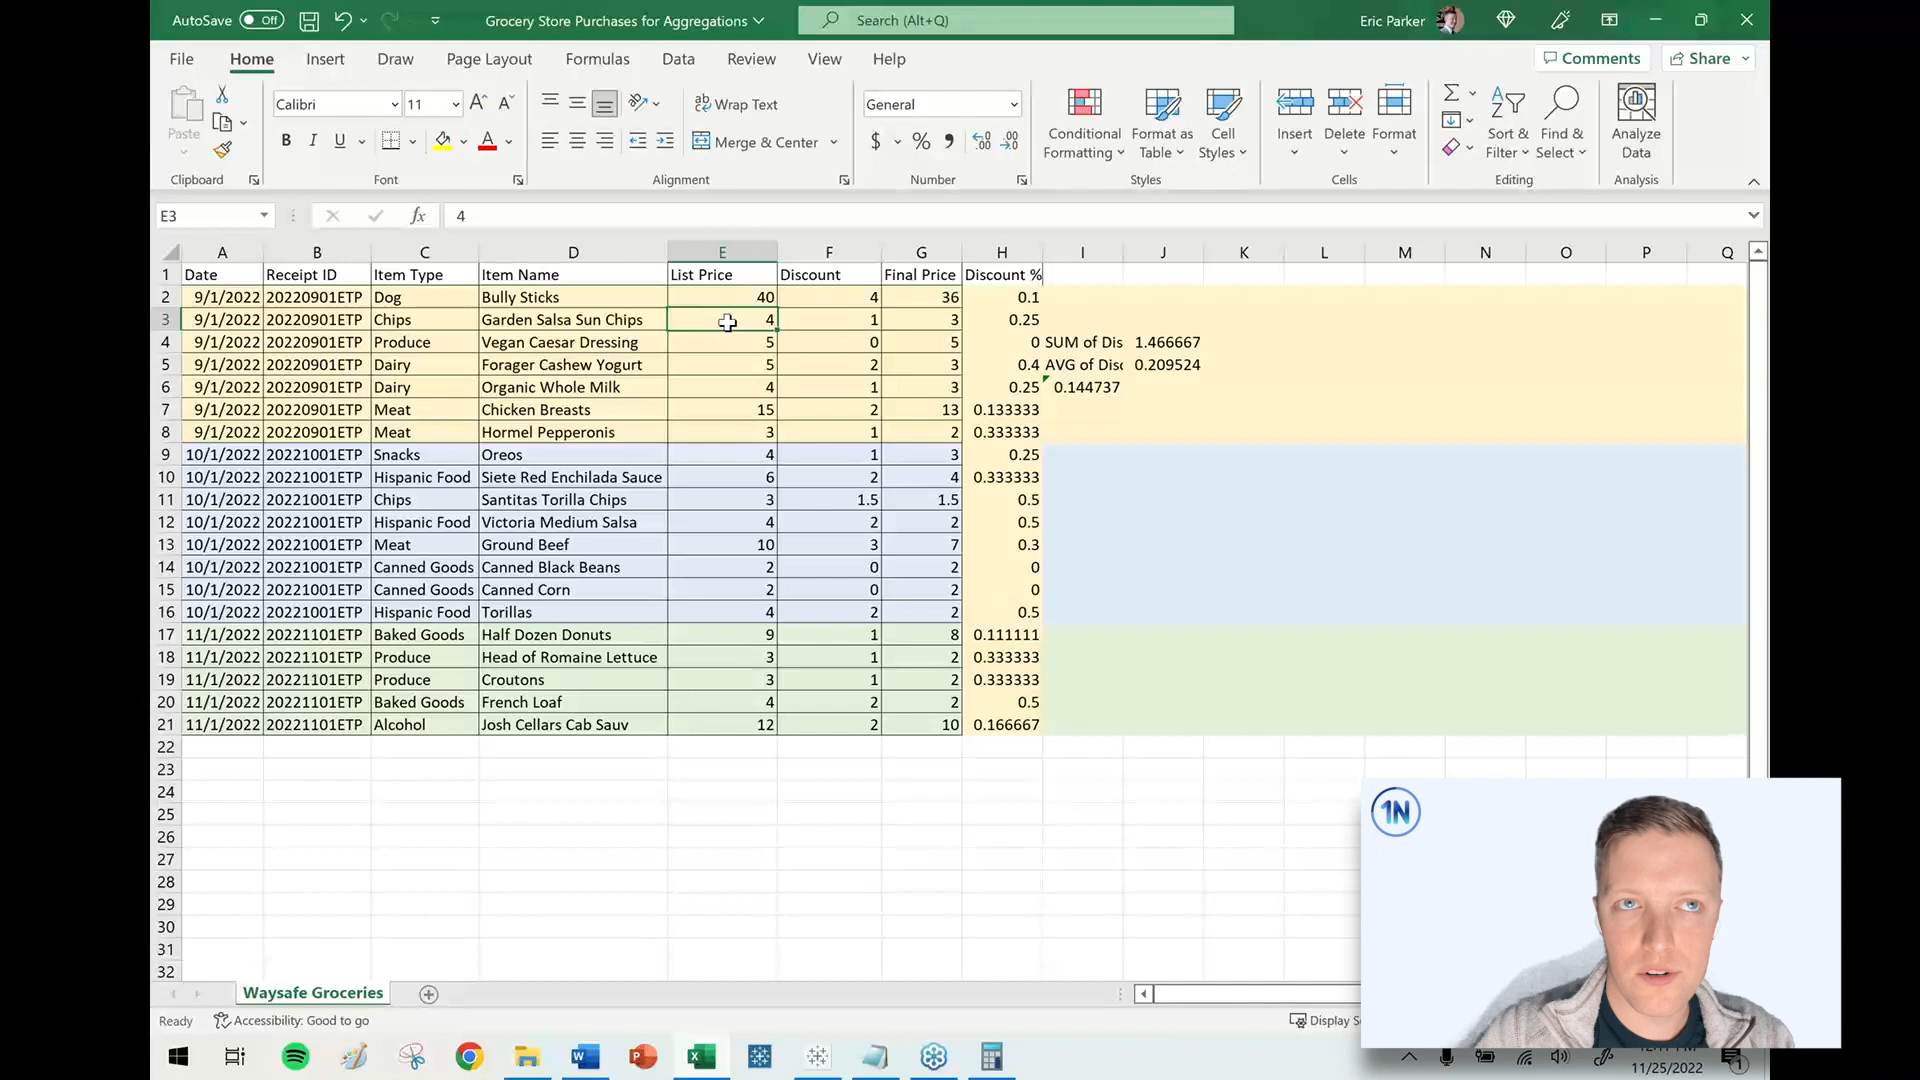 AutoSave Off Grocery Store Purchases for Aggregations Search (Alt+Q) Eric Parker
File Home Insert Draw Page Layout Formulas Data Review View Help Comments Share
Calibri 11 Wrap Text General
Paste B I U Merge & Center $ % Conditional Formatting Format as Table Cell Styles Insert Delete Format Sort & Filter Find & Select Analyze Data
Clipboard Font Alignment Number Styles Cells Editing Analysis
E3 fx 4
A B C D E F G H I J K L M N O P Q
1 Date Receipt ID Item Type Item Name List Price Discount Final Price Discount %
2 9/1/2022 20220901ETP Dog Bully Sticks 40 4 36 0.1
3 9/1/2022 20220901ETP Chips Garden Salsa Sun Chips 4 1 3 0.25
4 9/1/2022 20220901ETP Produce Vegan Caesar Dressing 5 0 5 0 SUM of Dis 1.466667
5 9/1/2022 20220901ETP Dairy Forager Cashew Yogurt 5 2 3 0.4 AVG of Disc 0.209524
6 9/1/2022 20220901ETP Dairy Organic Whole Milk 4 1 3 0.25 0.144737
7 9/1/2022 20220901ETP Meat Chicken Breasts 15 2 13 0.133333
8 9/1/2022 20220901ETP Meat Hormel Pepperonis 3 1 2 0.333333
9 10/1/2022 20221001ETP Snacks Oreos 4 1 3 0.25
10 10/1/2022 20221001ETP Hispanic Food Siete Red Enchilada Sauce 6 2 4 0.333333
11 10/1/2022 20221001ETP Chips Santitas Torilla Chips 3 1.5 1.5 0.5
12 10/1/2022 20221001ETP Hispanic Food Victoria Medium Salsa 4 2 2 0.5
13 10/1/2022 20221001ETP Meat Ground Beef 10 3 7 0.3
14 10/1/2022 20221001ETP Canned Goods Canned Black Beans 2 0 2 0
15 10/1/2022 20221001ETP Canned Goods Canned Corn 2 0 2 0
16 10/1/2022 20221001ETP Hispanic Food Torillas 4 2 2 0.5
17 11/1/2022 20221101ETP Baked Goods Half Dozen Donuts 9 1 8 0.111111
18 11/1/2022 20221101ETP Produce Head of Romaine Lettuce 3 1 2 0.333333
19 11/1/2022 20221101ETP Produce Croutons 3 1 2 0.333333
20 11/1/2022 20221101ETP Baked Goods French Loaf 4 2 2 0.5
21 11/1/2022 20221101ETP Alcohol Josh Cellars Cab Sauv 12 2 10 0.166667
22
23
24
25
26
27
28
29
30
31
32
1N
Waysafe Groceries
Ready Accessibility: Good to go Display
11/25/2022